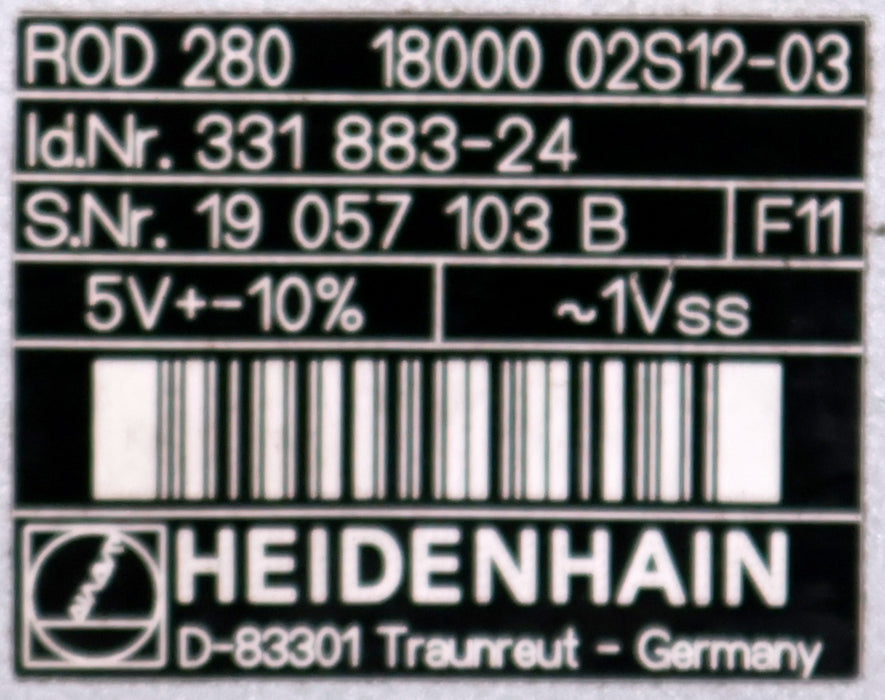 ROD 280 18000 02S12-03
Id.Nr. 331 883-24
S.Nr. 19 057 103 B F11
5V+-10% ~1Vss
HEIDENHAIN
D-83301 Traunreut - Germany